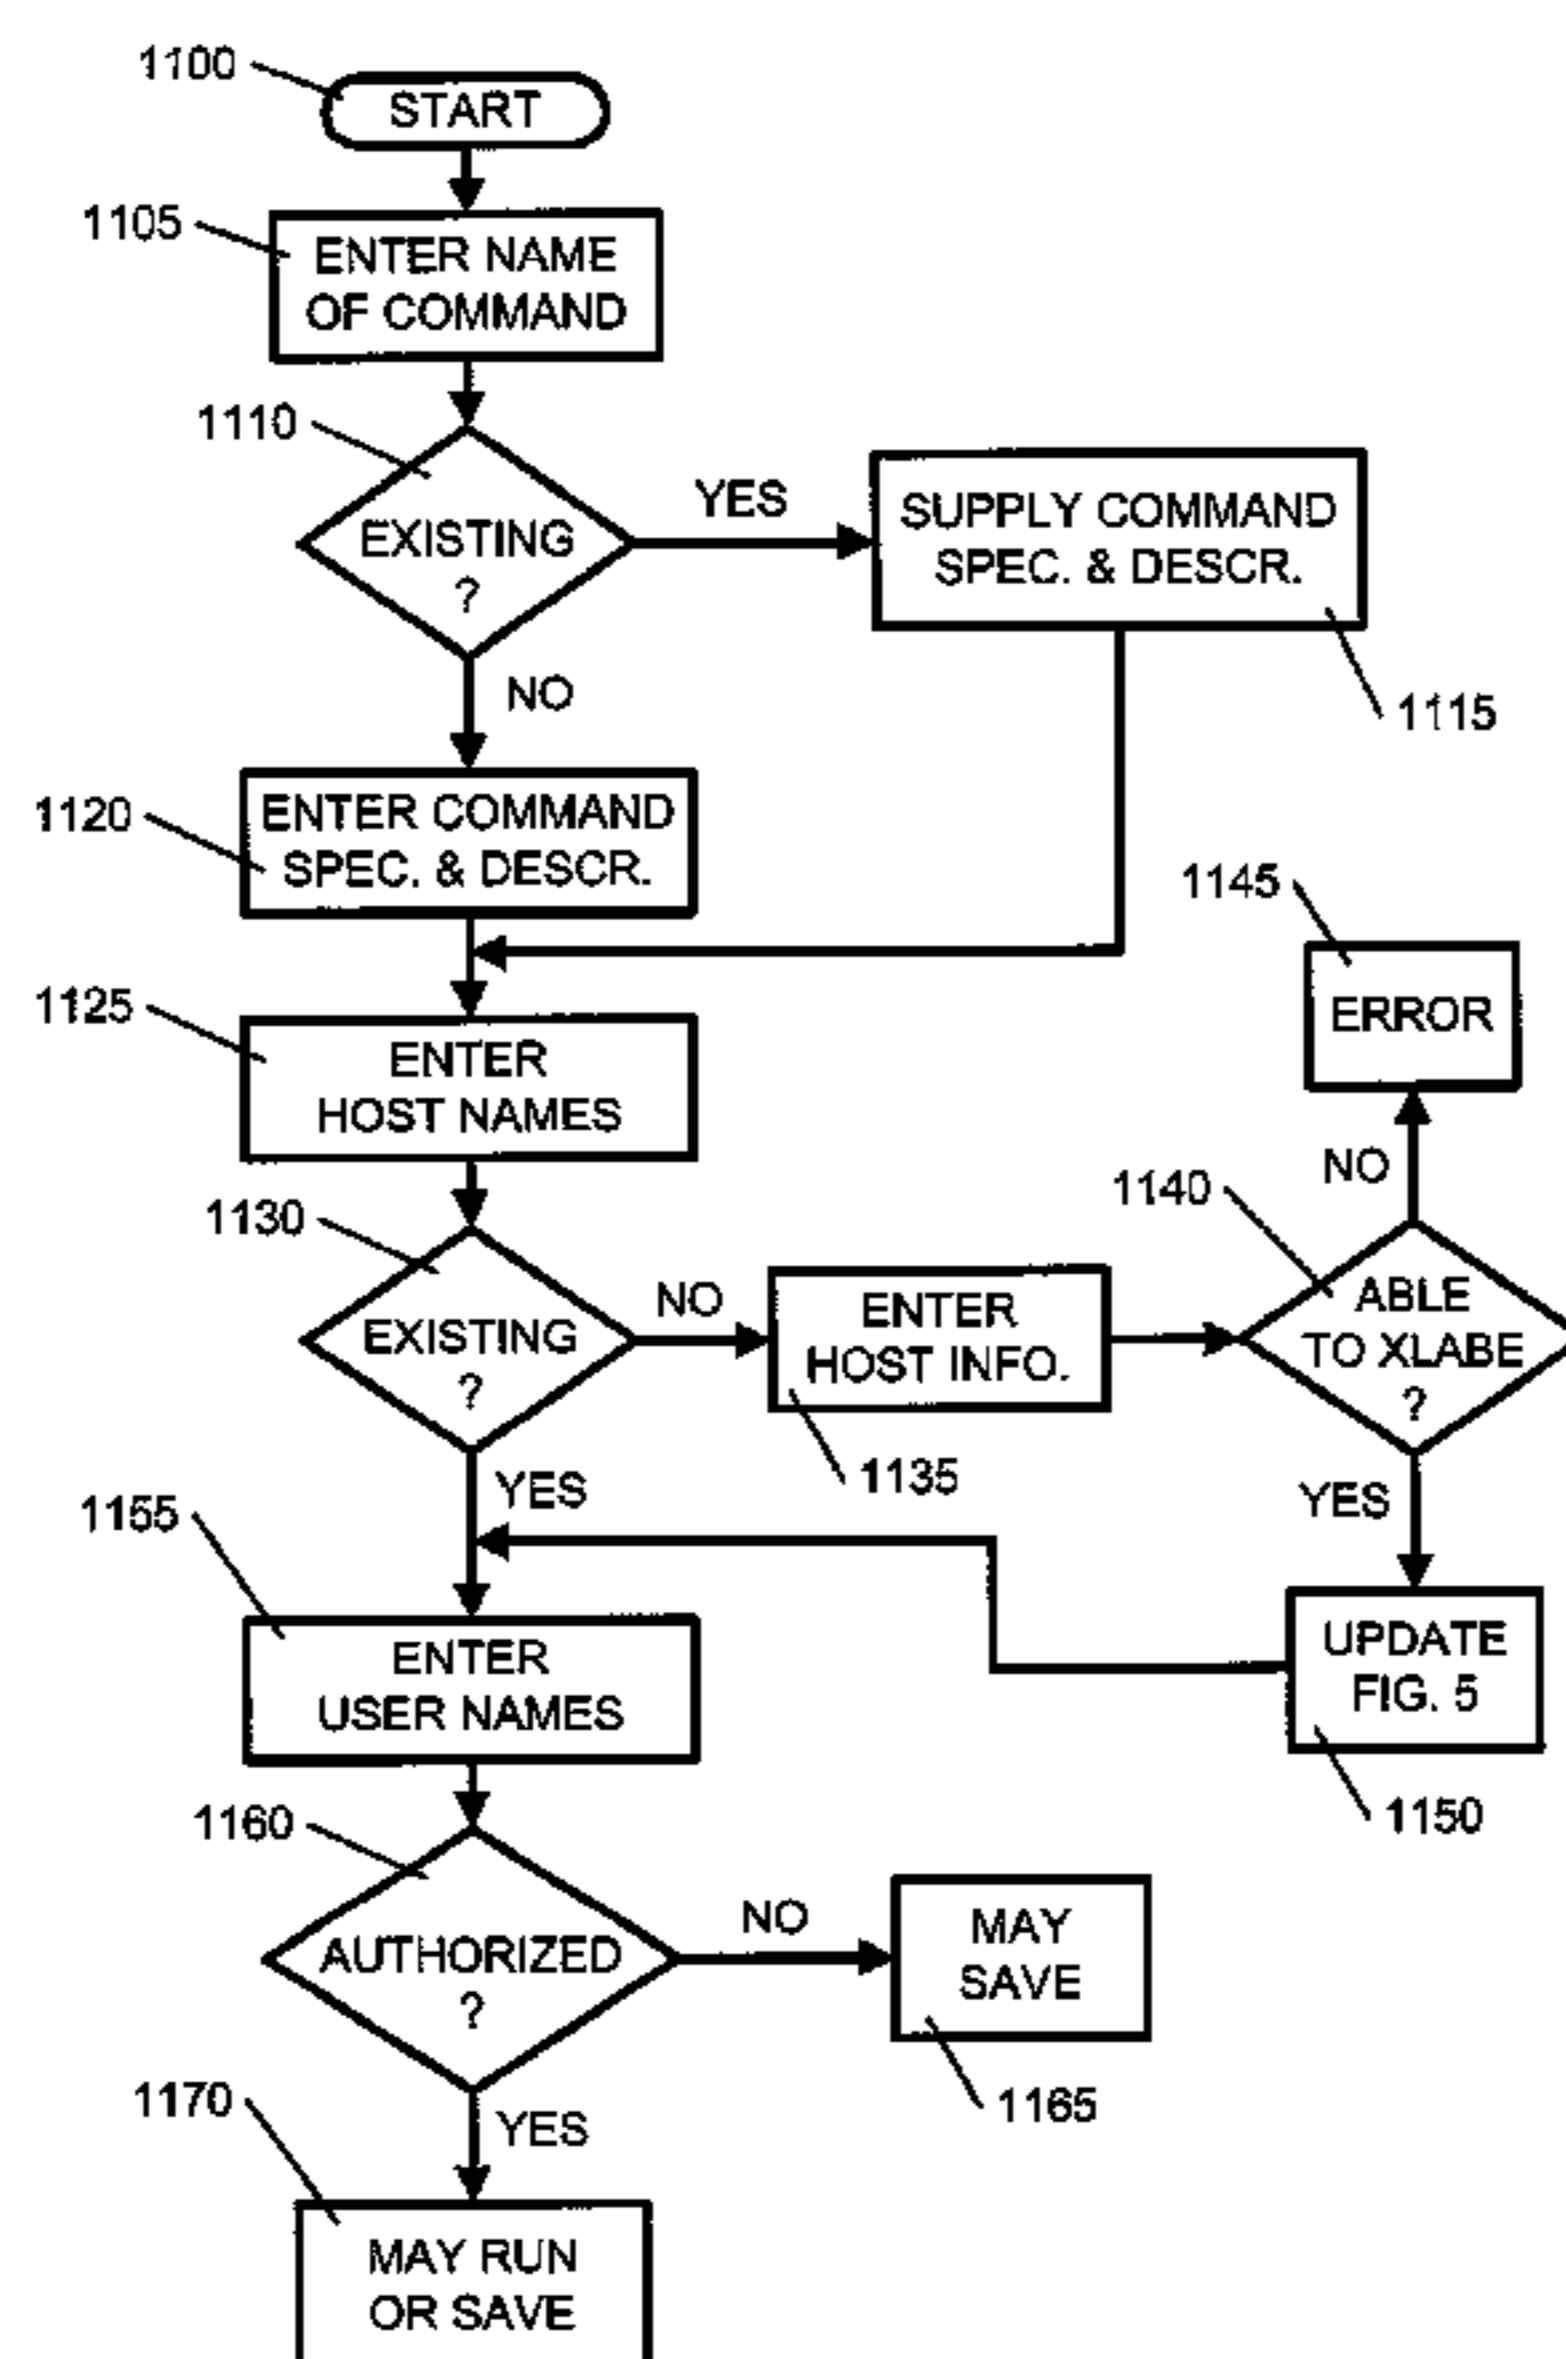 1100
START
1105
ENTER NAME
OF COMMAND
1110
EXISTING
?
YES
SUPPLY COMMAND
SPEC. & DESCR.
1115
NO
1120
ENTER COMMAND
SPEC. & DESCR.
1125
ENTER
HOST NAMES
1130
EXISTING
?
NO
ENTER
HOST INFO.
1135
1140
ABLE
TO XLABE
?
NO
1145
ERROR
YES
UPDATE
FIG. 5
1150
YES
1155
ENTER
USER NAMES
1160
AUTHORIZED
?
NO
MAY
SAVE
1165
YES
1170
MAY RUN
OR SAVE